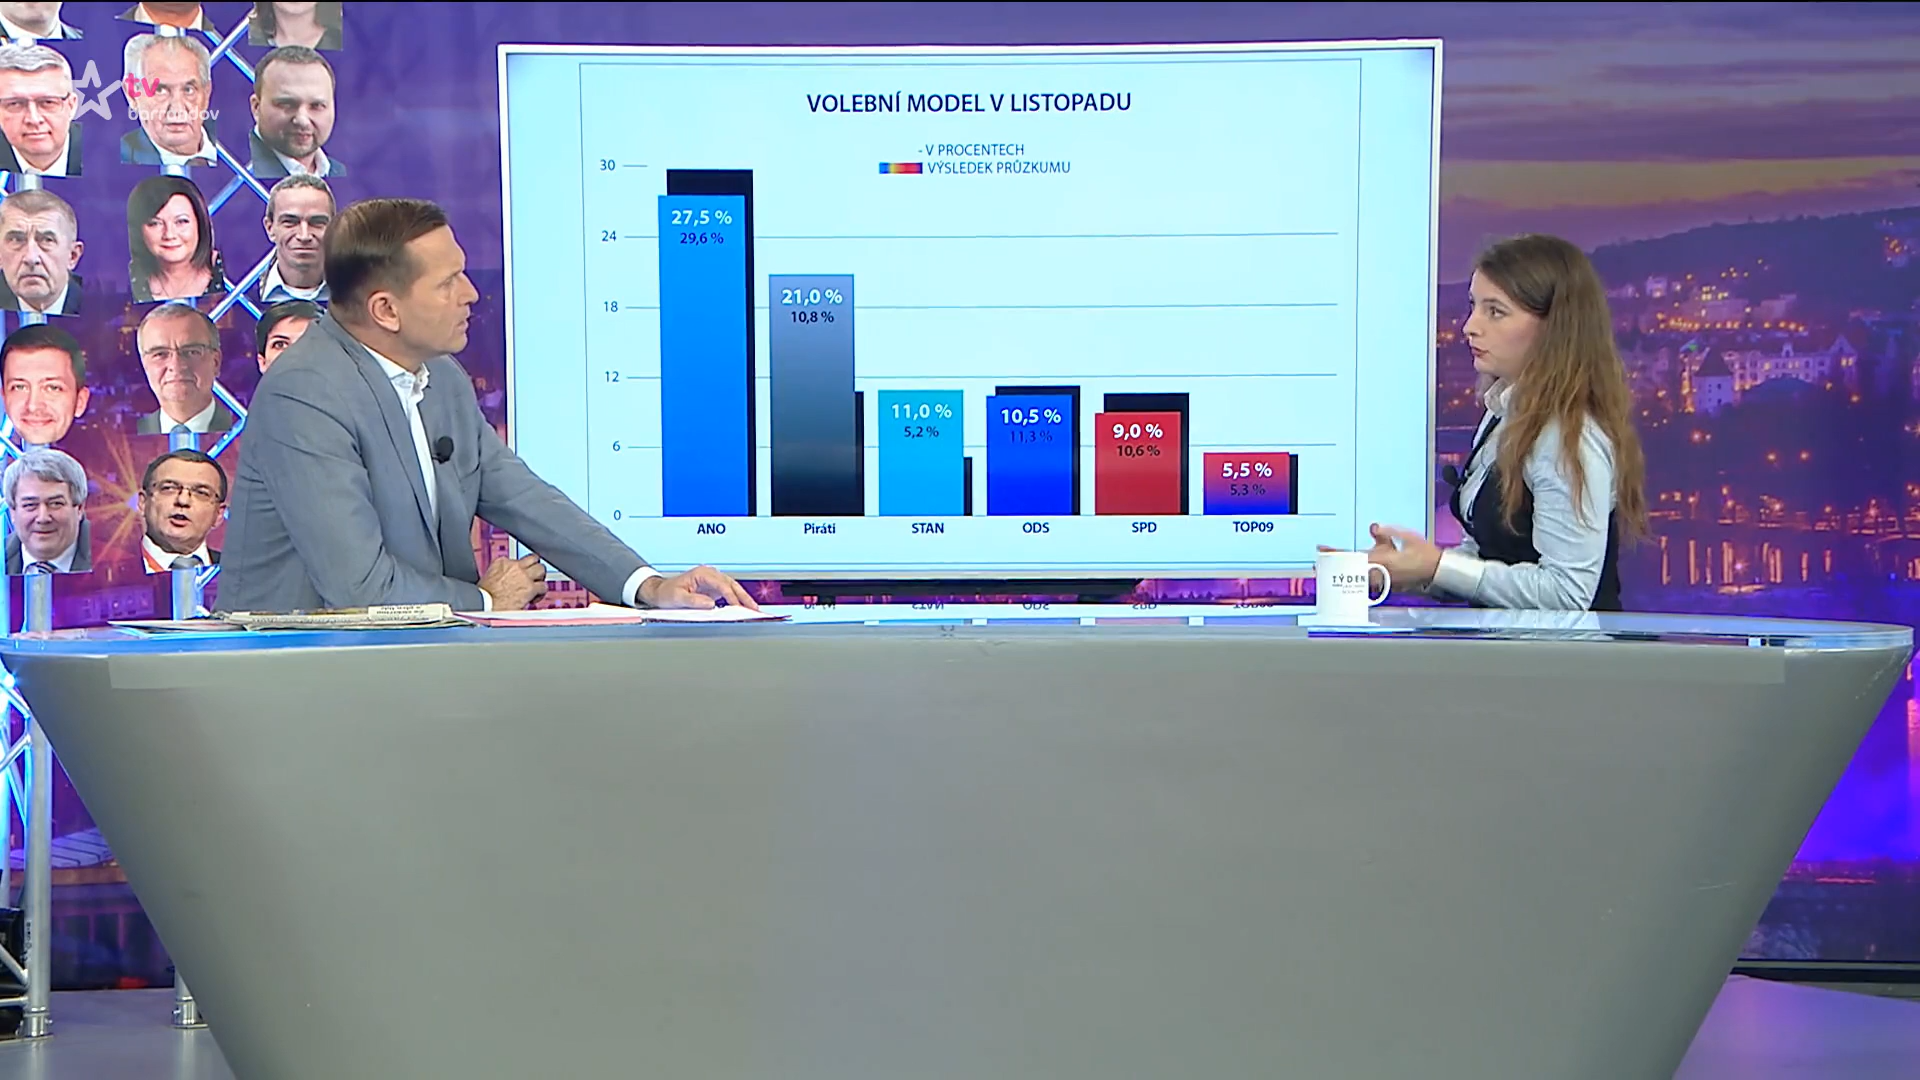 tv
barrandov
VOLEBNÍ MODEL V LISTOPADU
- V PROCENTECH
VÝSLEDEK PRŮZKUMU
30
24
18
12
6
0
27,5 %
29,6 %
21,0 %
10,8 %
11,0 %
5,2 %
10,5 %
11,3 %
9,0 %
10,6 %
5,5 %
5,3 %
ANO
Piráti
STAN
ODS
SPD
TOP09
TÝDEN